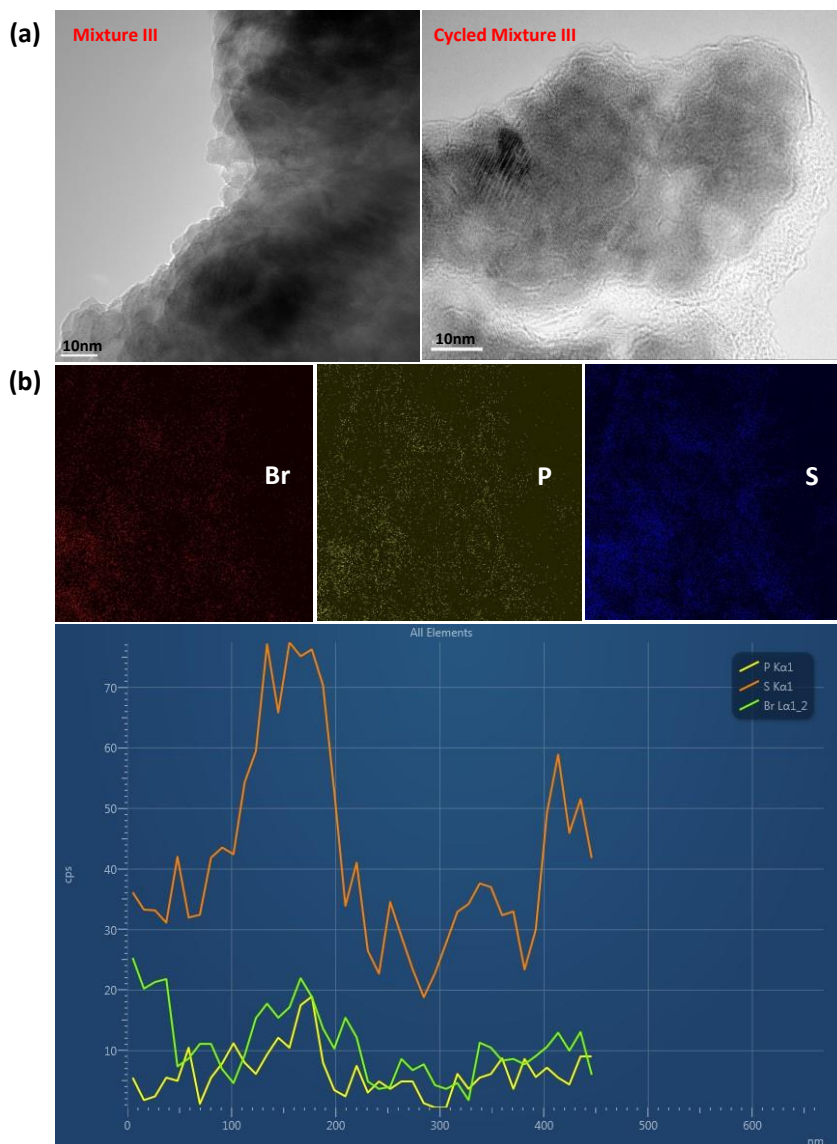 (a)
Mixture III
Cycled Mixture III
10nm
10nm
(b)
Br
P
S
All Elements
P Kα1
S Kα1
Br Lα1_2
70
60
50
40
30
20
10
cps
0
100
200
300
400
500
600
nm